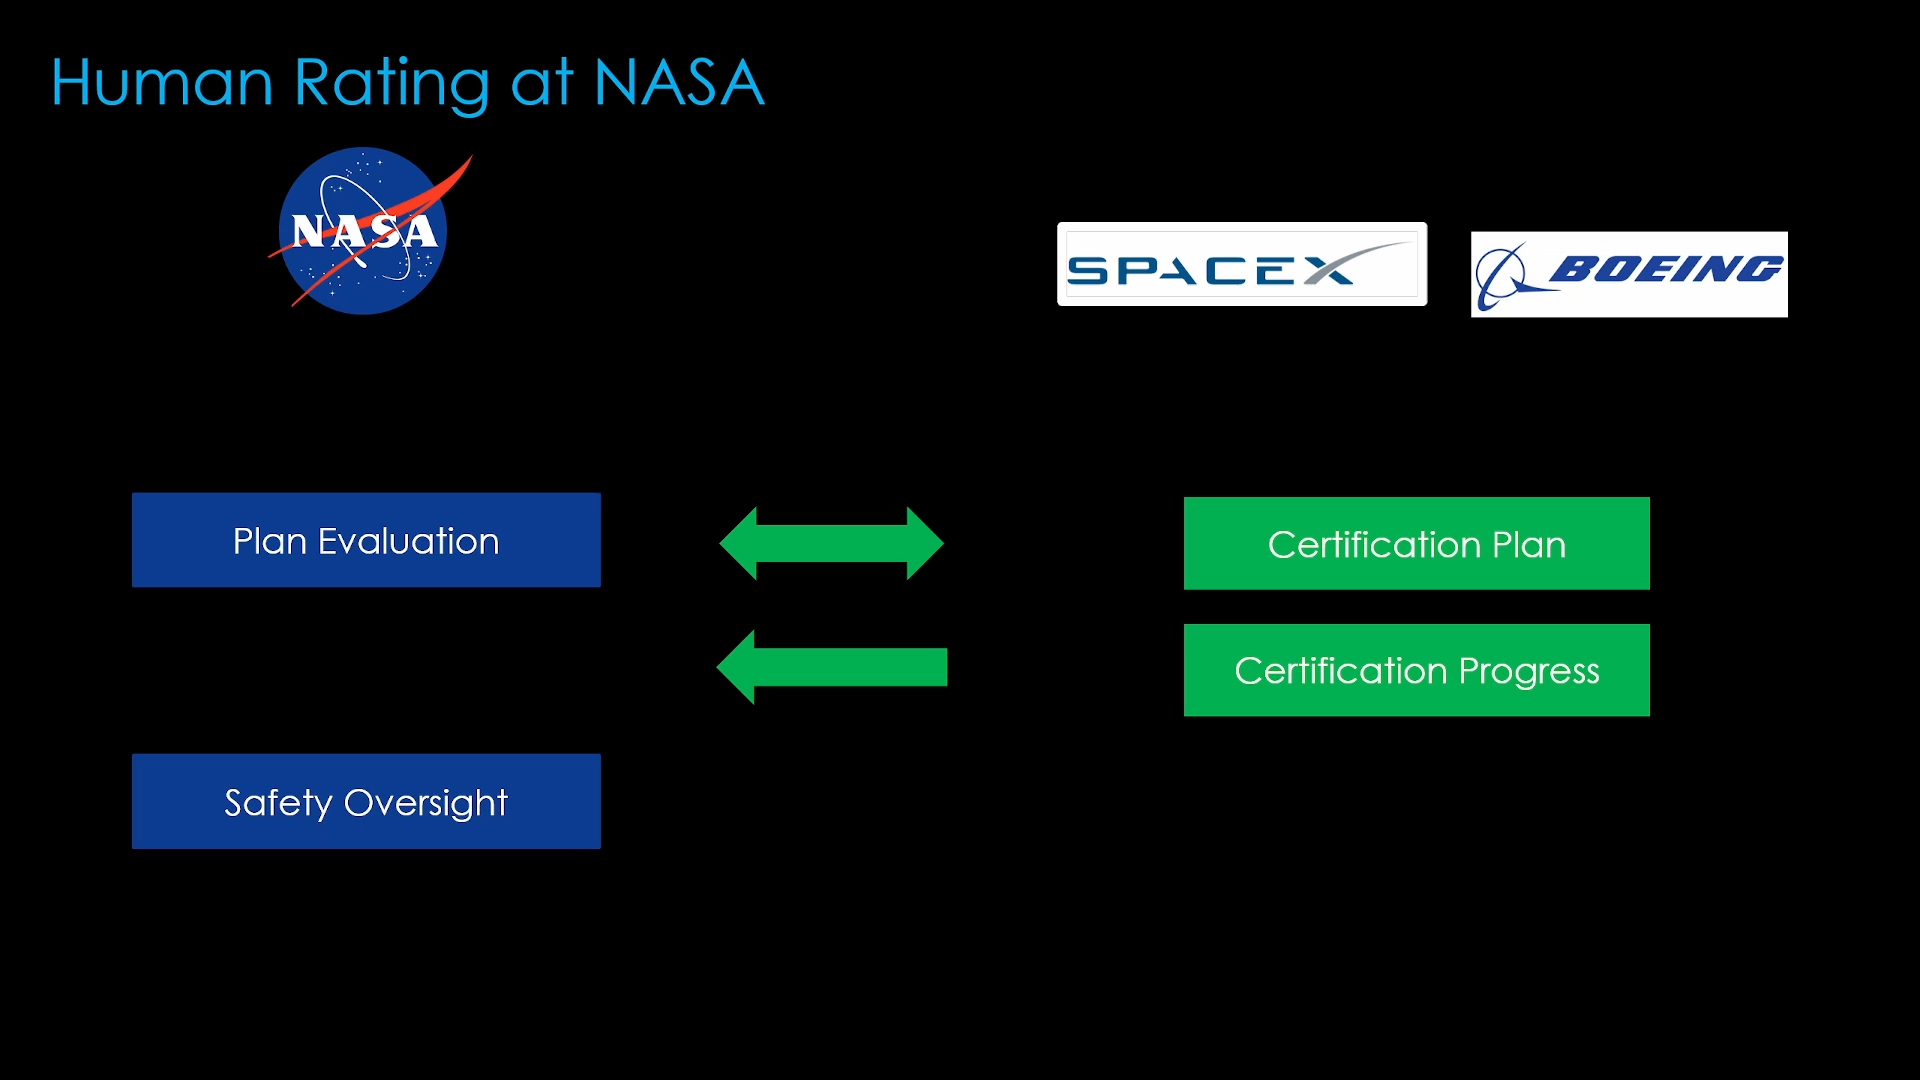 Human Rating at NASA
NASA
SPACEX
BOEING
Plan Evaluation
Certification Plan
Certification Progress
Safety Oversight